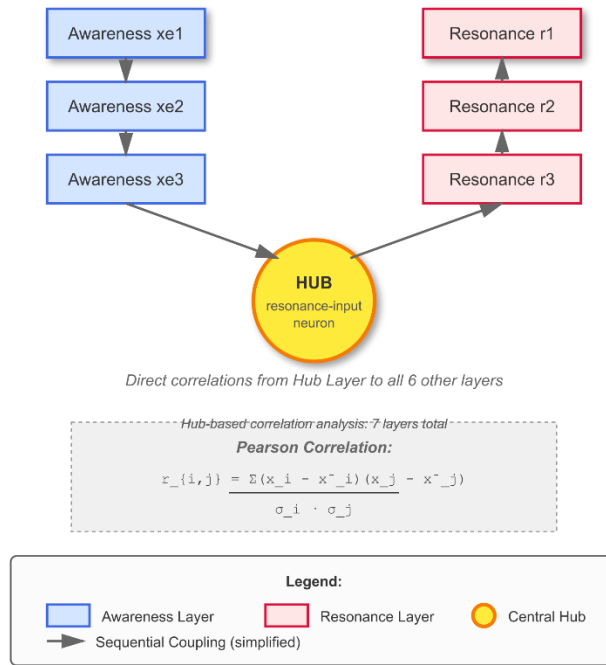 Awareness xe1
Resonance r1
Awareness xe2
Resonance r2
Awareness xe3
Resonance r3
HUB
resonance-input
neuron
Direct correlations from Hub Layer to all 6 other layers
Hub-based correlation analysis: 7 layers total
Pearson Correlation:
r_{i,j} = Σ(x_i - x¯_i)(x_j - x¯_j)
σ_i · σ_j
Legend:
Awareness Layer
Resonance Layer
Central Hub
Sequential Coupling (simplified)